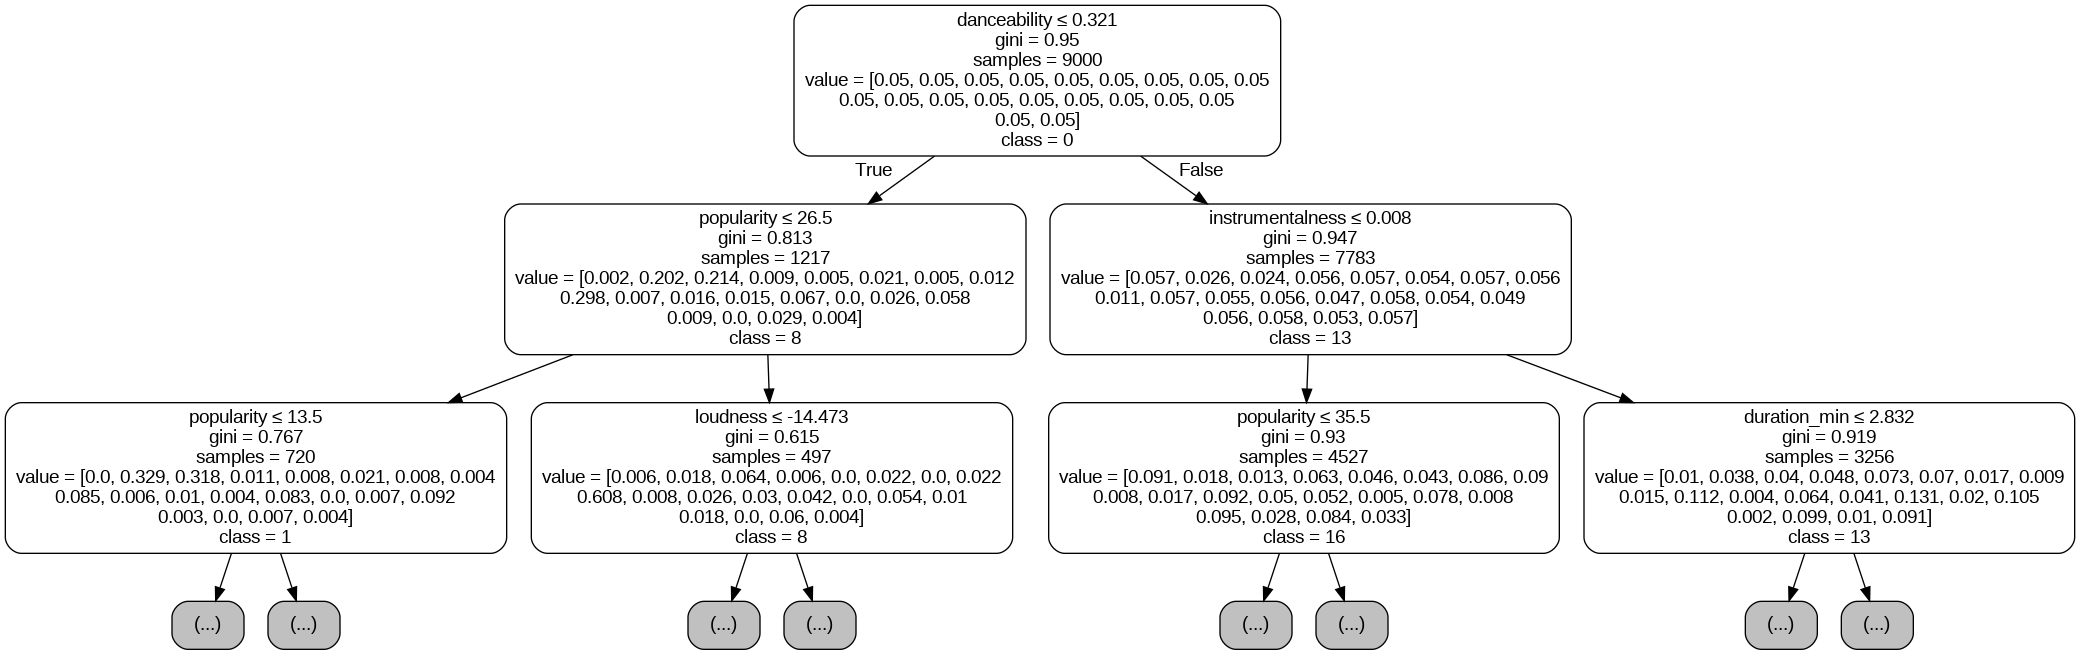 danceability ≤ 0.321
gini = 0.95
samples = 9000
value = [0.05, 0.05, 0.05, 0.05, 0.05, 0.05, 0.05, 0.05, 0.05
0.05, 0.05, 0.05, 0.05, 0.05, 0.05, 0.05, 0.05, 0.05
0.05, 0.05]
class = 0
True
False
popularity ≤ 26.5
gini = 0.813
samples = 1217
value = [0.002, 0.202, 0.214, 0.009, 0.005, 0.021, 0.005, 0.012
0.298, 0.007, 0.016, 0.015, 0.067, 0.0, 0.026, 0.058
0.009, 0.0, 0.029, 0.004]
class = 8
instrumentalness ≤ 0.008
gini = 0.947
samples = 7783
value = [0.057, 0.026, 0.024, 0.056, 0.057, 0.054, 0.057, 0.056
0.011, 0.057, 0.055, 0.056, 0.047, 0.058, 0.054, 0.049
0.056, 0.058, 0.053, 0.057]
class = 13
popularity ≤ 13.5
gini = 0.767
samples = 720
value = [0.0, 0.329, 0.318, 0.011, 0.008, 0.021, 0.008, 0.004
0.085, 0.006, 0.01, 0.004, 0.083, 0.0, 0.007, 0.092
0.003, 0.0, 0.007, 0.004]
class = 1
loudness ≤ -14.473
gini = 0.615
samples = 497
value = [0.006, 0.018, 0.064, 0.006, 0.0, 0.022, 0.0, 0.022
0.608, 0.008, 0.026, 0.03, 0.042, 0.0, 0.054, 0.01
0.018, 0.0, 0.06, 0.004]
class = 8
popularity ≤ 35.5
gini = 0.93
samples = 4527
value = [0.091, 0.018, 0.013, 0.063, 0.046, 0.043, 0.086, 0.09
0.008, 0.017, 0.092, 0.05, 0.052, 0.005, 0.078, 0.008
0.095, 0.028, 0.084, 0.033]
class = 16
duration_min ≤ 2.832
gini = 0.919
samples = 3256
value = [0.01, 0.038, 0.04, 0.048, 0.073, 0.07, 0.017, 0.009
0.015, 0.112, 0.004, 0.064, 0.041, 0.131, 0.02, 0.105
0.002, 0.099, 0.01, 0.091]
class = 13
(...)
(...)
(...)
(...)
(...)
(...)
(...)
(...)